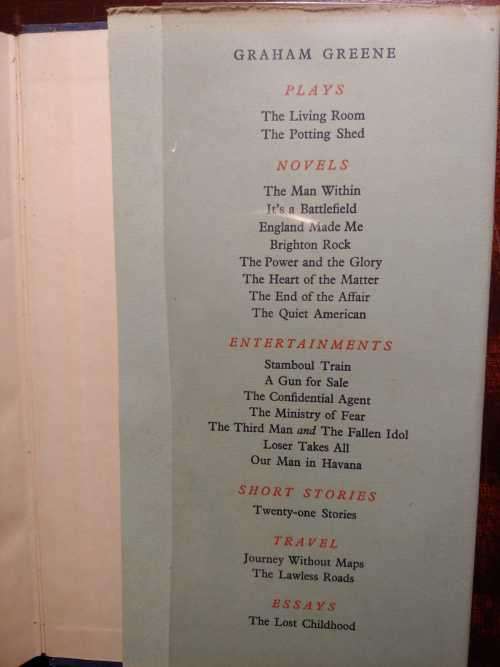 GRAHAM GREENE
PLAYS
The Living Room
The Potting Shed
NOVELS
The Man Within
It's a Battlefield
England Made Me
Brighton Rock
The Power and the Glory
The Heart of the Matter
The End of the Affair
The Quiet American
ENTERTAINMENTS
Stamboul Train
A Gun for Sale
The Confidential Agent
The Ministry of Fear
The Third Man and The Fallen Idol
Loser Takes All
Our Man in Havana
SHORT STORIES
Twenty-one Stories
TRAVEL
Journey Without Maps
The Lawless Roads
ESSAYS
The Lost Childhood